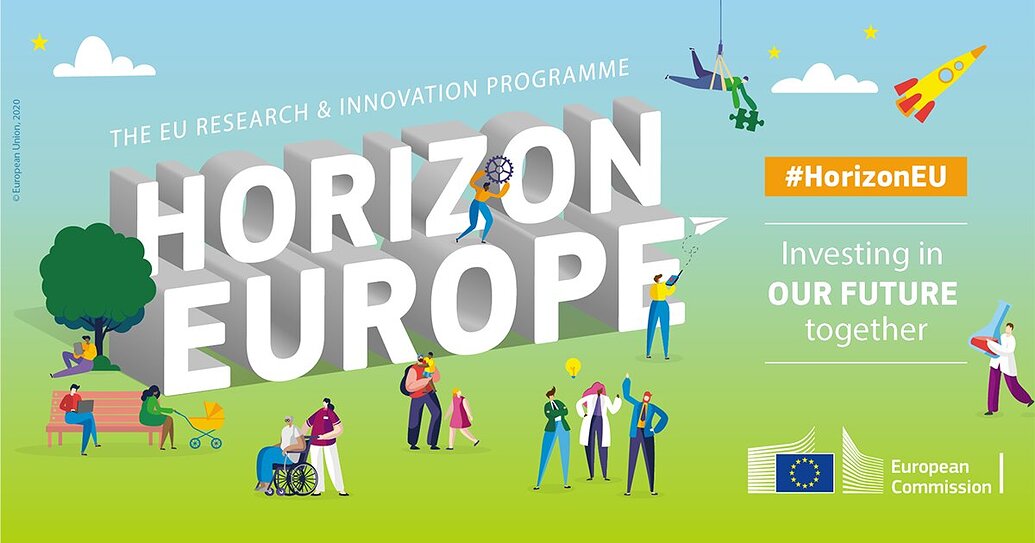 © European Union, 2020
THE EU RESEARCH & INNOVATION PROGRAMME
HORIZON
EUROPE
#HorizonEU
Investing in
OUR FUTURE
together
European
Commission